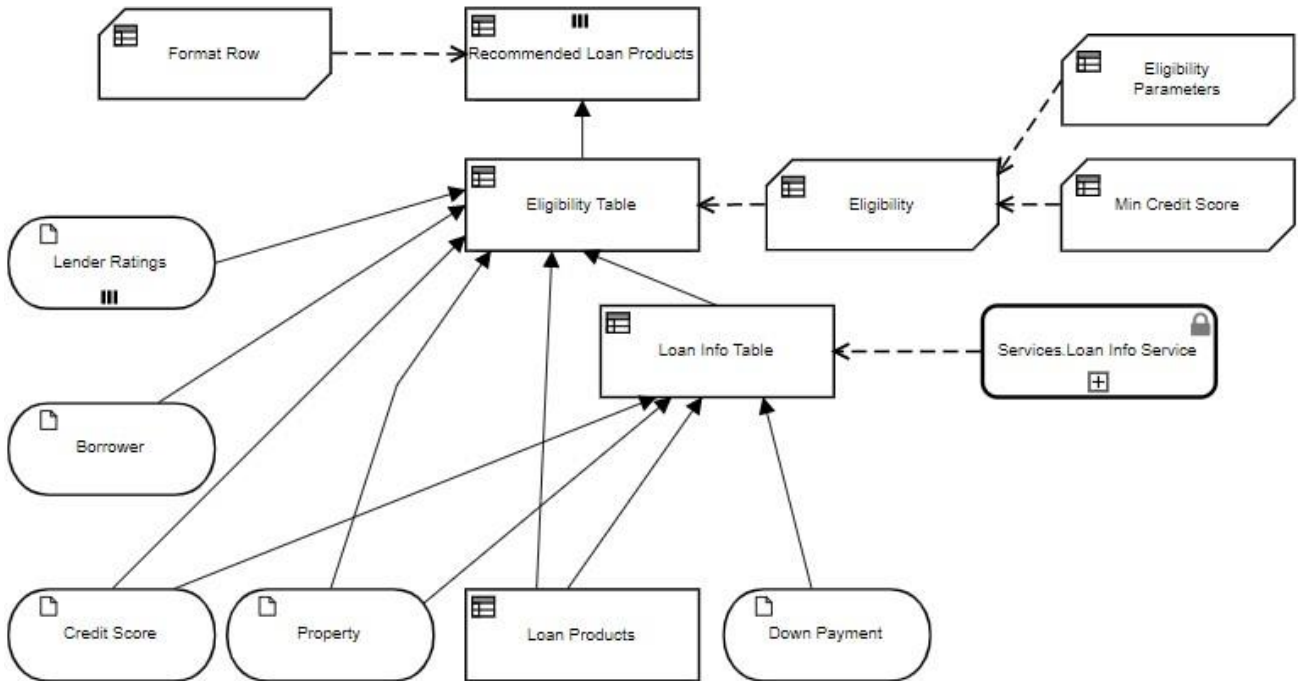 Format Row
Recommended Loan Products
Eligibility
Parameters
Eligibility Table
Eligibility
Min Credit Score
Lender Ratings
Loan Info Table
Services.Loan Info Service
Borrower
Credit Score
Property
Loan Products
Down Payment